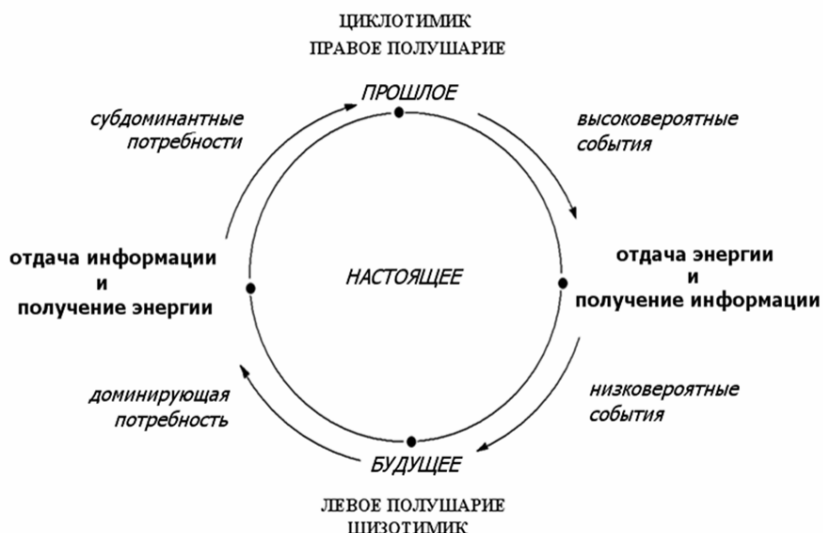 ЦИКЛОТИМИК
ПРАВОЕ ПОЛУШАРИЕ
ПРОШЛОЕ
субдоминантные
потребности
высоковероятные
события
отдача информации
и
получение энергии
НАСТОЯЩЕЕ
отдача энергии
и
получение информации
доминирующая
потребность
низковероятные
события
БУДУЩЕЕ
ЛЕВОЕ ПОЛУШАРИЕ
ШИЗОТИМИК